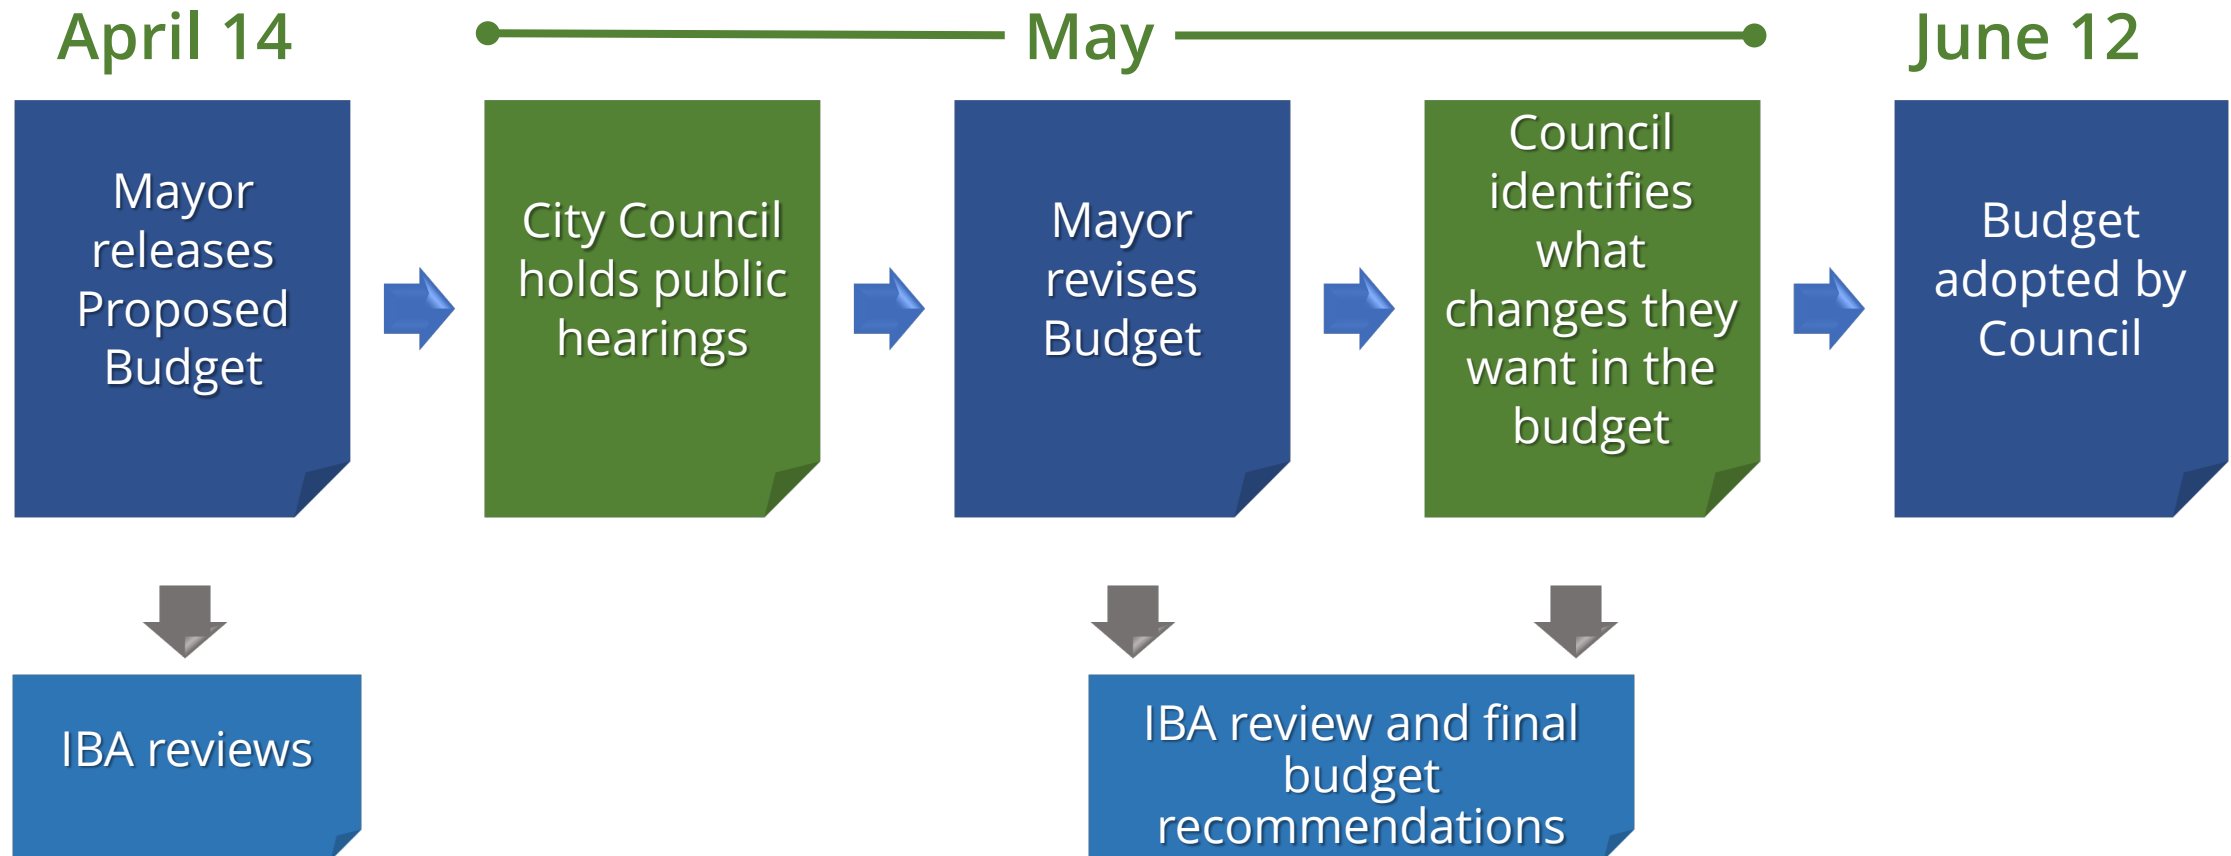 April 14
May
June 12
Mayor
releases
Proposed
Budget
City Council
holds public
hearings
Mayor
revises
Budget
Council
identifies
what
changes they
want in the
budget
Budget
adopted by
Council
IBA reviews
IBA review and final
budget
recommendations